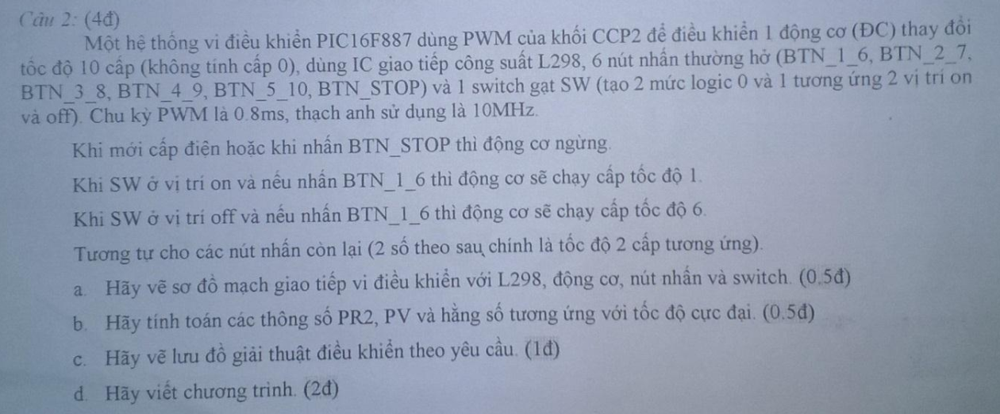 Câu 2: (4đ)
Một hệ thống vi điều khiển PIC16F887 dùng PWM của khối CCP2 để điều khiển 1 động cơ (ĐC) thay đổi
tốc độ 10 cấp (không tính cấp 0), dùng IC giao tiếp công suất L298, 6 nút nhấn thường hở (BTN_1_6, BTN_2_7,
BTN_3_8, BTN_4_9, BTN_5_10, BTN_STOP) và 1 switch gạt SW (tạo 2 mức logic 0 và 1 tương ứng 2 vị trí on
và off). Chu kỳ PWM là 0.8ms, thạch anh sử dụng là 10MHz.
Khi mới cấp điện hoặc khi nhấn BTN_STOP thì động cơ ngừng.
Khi SW ở vị trí on và nếu nhấn BTN_1_6 thì động cơ sẽ chạy cấp tốc độ 1.
Khi SW ở vị trí off và nếu nhấn BTN_1_6 thì động cơ sẽ chạy cấp tốc độ 6.
Tương tự cho các nút nhấn còn lại (2 số theo sau chính là tốc độ 2 cấp tương ứng).
a. Hãy vẽ sơ đồ mạch giao tiếp vi điều khiển với L298, động cơ, nút nhấn và switch. (0.5đ)
b. Hãy tính toán các thông số PR2, PV và hằng số tương ứng với tốc độ cực đại. (0.5đ)
c. Hãy vẽ lưu đồ giải thuật điều khiển theo yêu cầu. (1đ)
d. Hãy viết chương trình. (2đ)